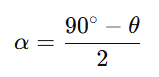 α = (90° − θ) / 2